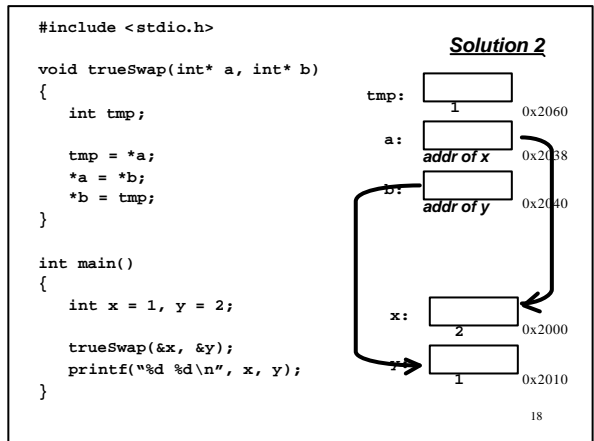 #include <stdio.h>
void trueSwap(int* a, int* b)
{
int tmp;
tmp = *a;
*a = *b;
*b = tmp;
}
int main()
{
int x = 1, y = 2;
trueSwap(&x, &y);
printf(“%d %d\n”, x, y);
}
Solution 2
tmp:
1
0x2060
a:
addr of x
0x2038
b:
addr of y
0x2040
x:
2
0x2000
y:
1
0x2010
18